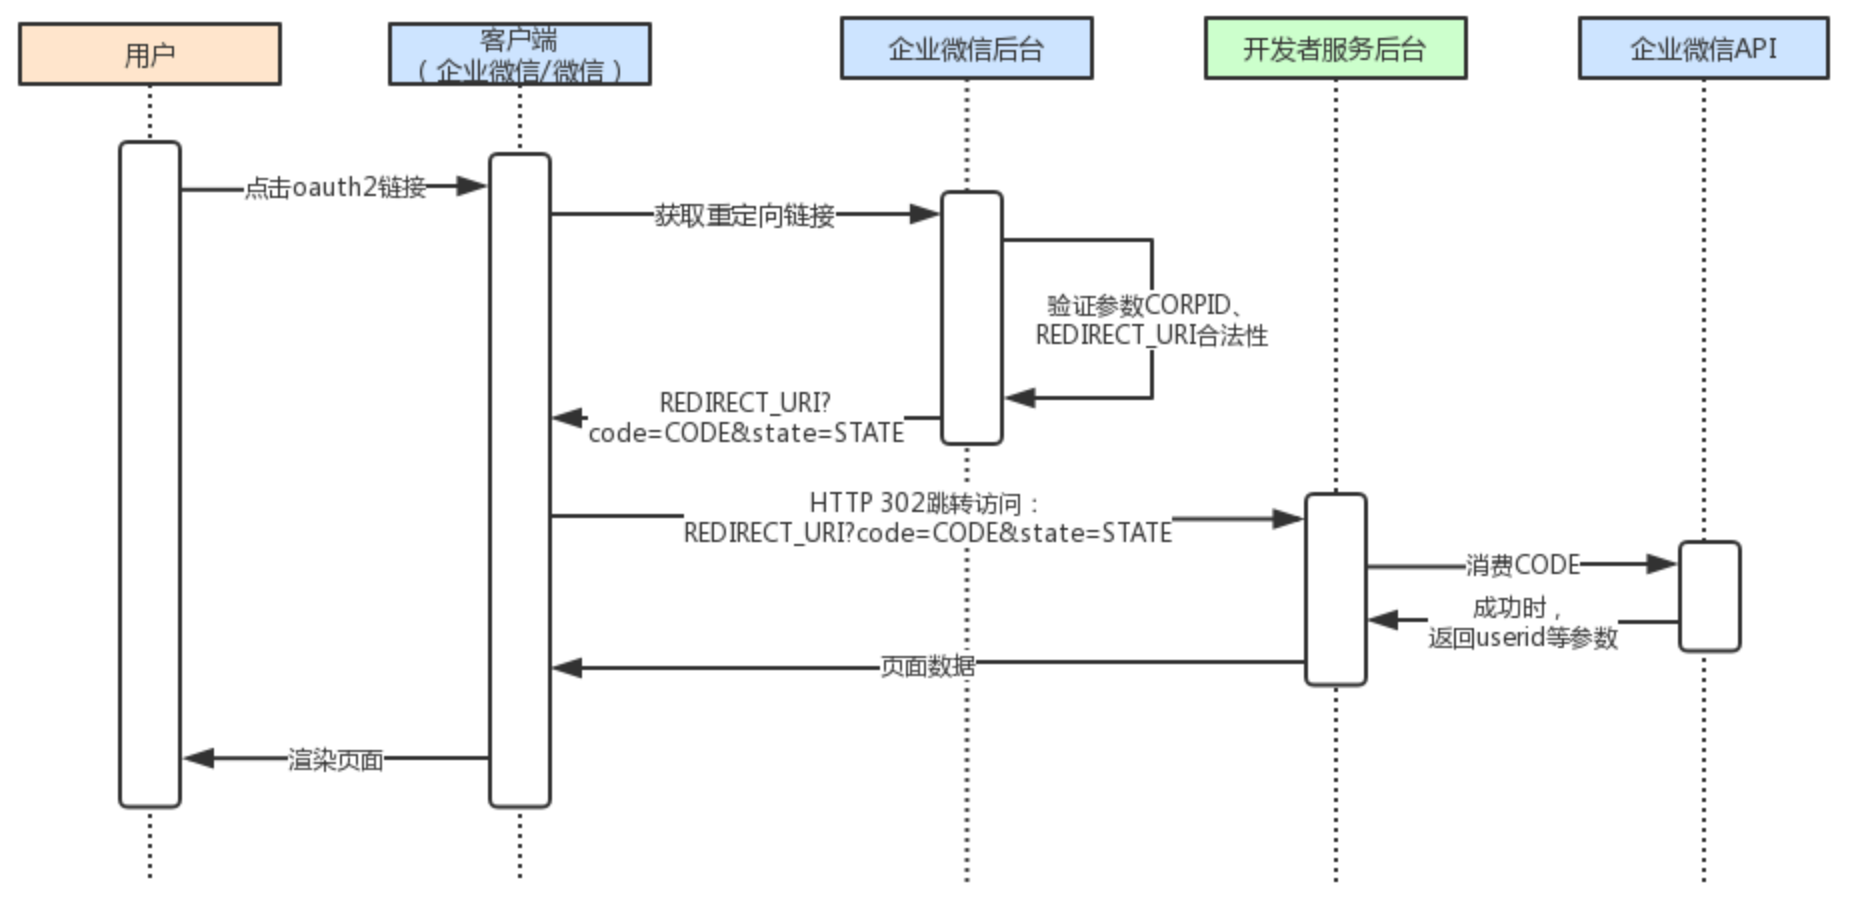 用户
客户端
（企业微信/微信）
企业微信后台
开发者服务后台
企业微信API
点击oauth2链接
获取重定向链接
验证参数CORPID、
REDIRECT_URI合法性
REDIRECT_URI?
code=CODE&state=STATE
HTTP 302跳转访问：
REDIRECT_URI?code=CODE&state=STATE
消费CODE
成功时，
返回userid等参数
页面数据
渲染页面